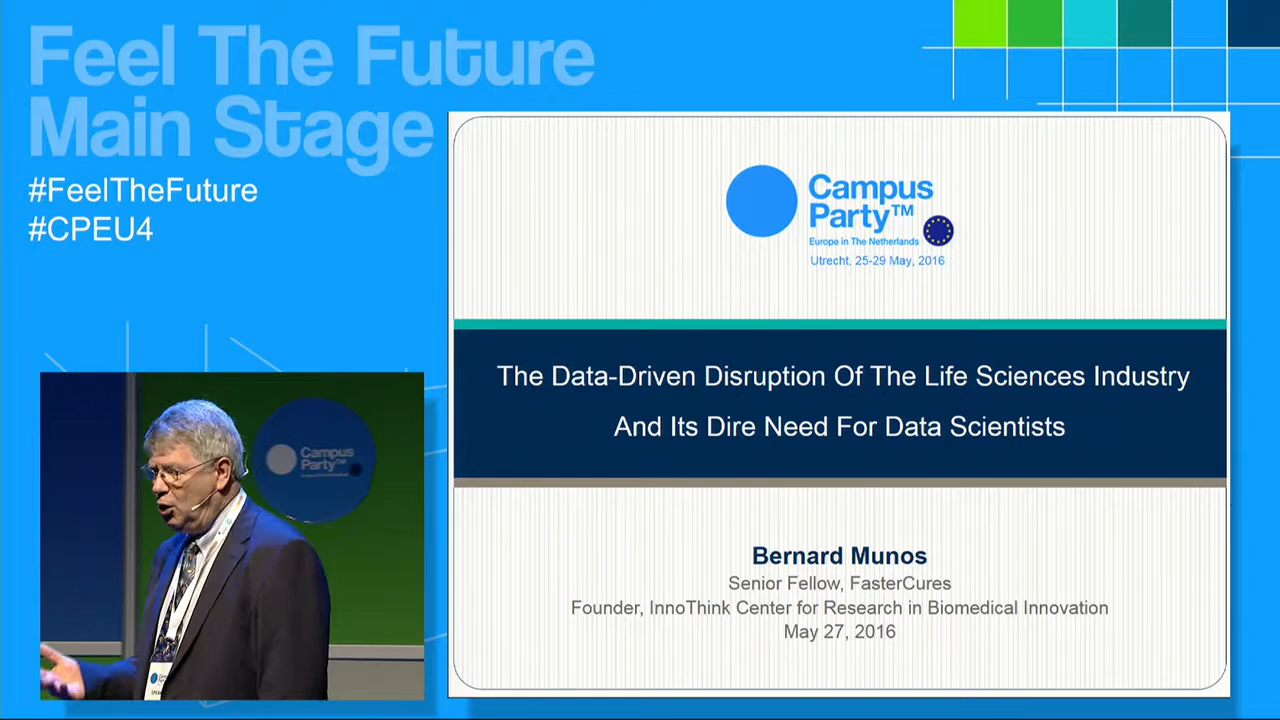 Feel The Future
Main Stage
#FeelTheFuture
#CPEU4
Campus
Party™
Europe in The Netherlands
Utrecht, 25-29 May, 2016
The Data-Driven Disruption Of The Life Sciences Industry
And Its Dire Need For Data Scientists
Bernard Munos
Senior Fellow, FasterCures
Founder, InnoThink Center for Research in Biomedical Innovation
May 27, 2016
Campus
Party™